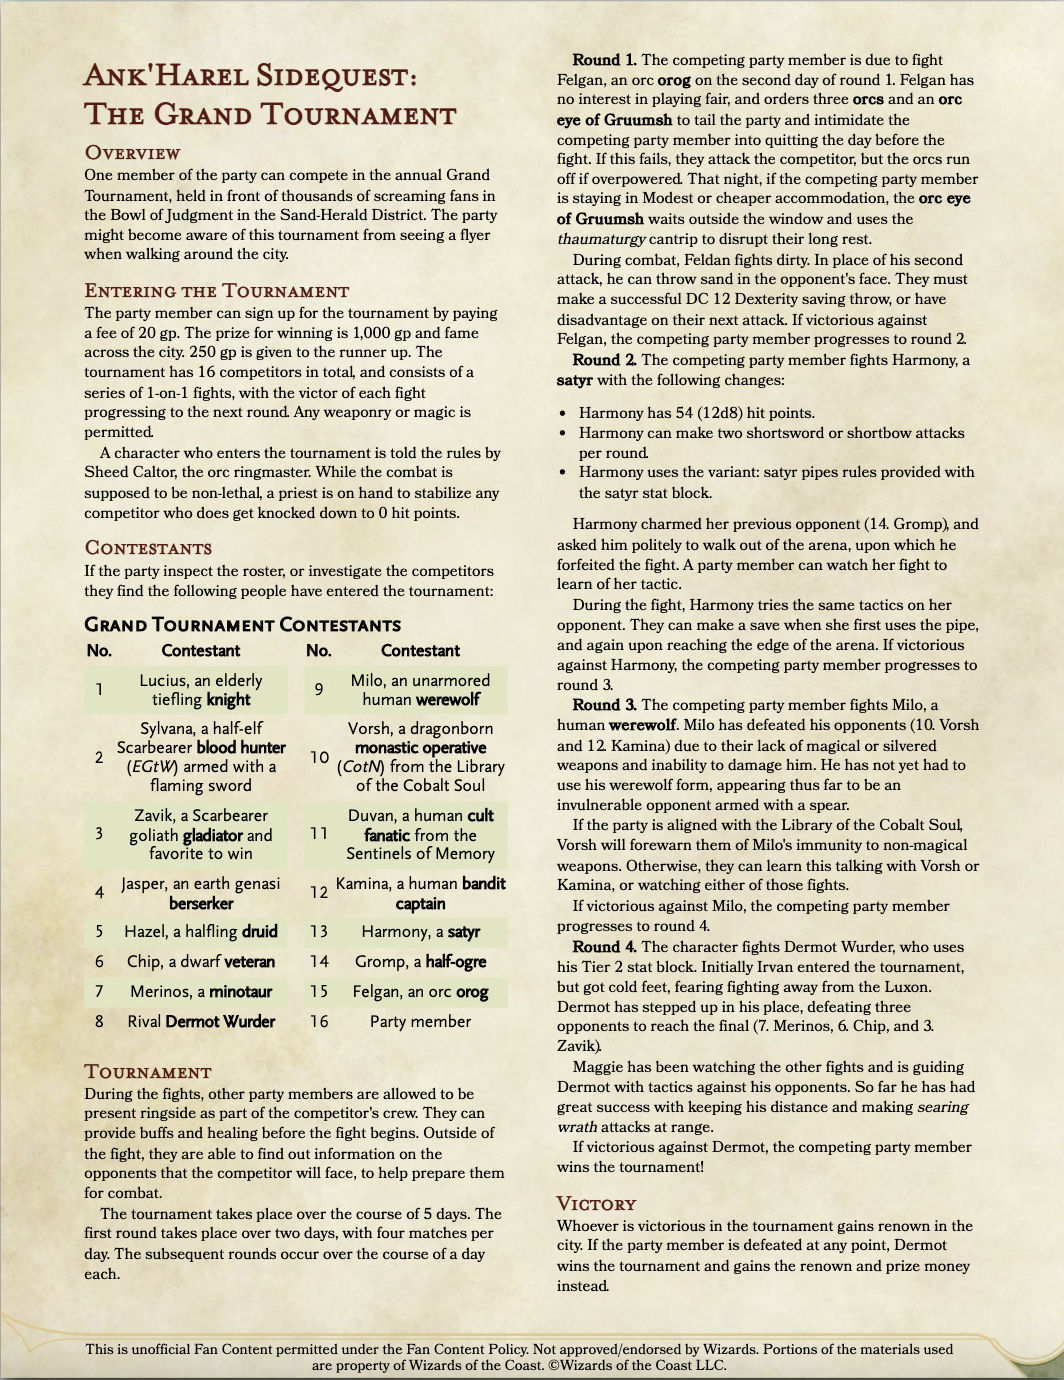 Ank'Harel Sidequest:
The Grand Tournament
Overview
One member of the party can compete in the annual Grand
Tournament, held in front of thousands of screaming fans in
the Bowl of Judgment in the Sand-Herald District. The party
might become aware of this tournament from seeing a flyer
when walking around the city.
Entering the Tournament
The party member can sign up for the tournament by paying
a fee of 20 gp. The prize for winning is 1,000 gp and fame
across the city. 250 gp is given to the runner up. The
tournament has 16 competitors in total, and consists of a
series of 1-on-1 fights, with the victor of each fight
progressing to the next round. Any weaponry or magic is
permitted.
A character who enters the tournament is told the rules by
Sheed Caltor, the orc ringmaster. While the combat is
supposed to be non-lethal, a priest is on hand to stabilize any
competitor who does get knocked down to 0 hit points.
Contestants
If the party inspect the roster, or investigate the competitors
they find the following people have entered the tournament:
Grand Tournament Contestants
No. Contestant No. Contestant
1 Lucius, an elderly tiefling knight 9 Milo, an unarmored human werewolf
2 Sylvana, a half-elf Scarbearer blood hunter (EGtW) armed with a flaming sword 10 Vorsh, a dragonborn monastic operative (CotN) from the Library of the Cobalt Soul
3 Zavik, a Scarbearer goliath gladiator and favorite to win 11 Duvan, a human cult fanatic from the Sentinels of Memory
4 Jasper, an earth genasi berserker 12 Kamina, a human bandit captain
5 Hazel, a halfling druid 13 Harmony, a satyr
6 Chip, a dwarf veteran 14 Gromp, a half-ogre
7 Merinos, a minotaur 15 Felgan, an orc orog
8 Rival Dermot Wurder 16 Party member
Tournament
During the fights, other party members are allowed to be
present ringside as part of the competitor's crew. They can
provide buffs and healing before the fight begins. Outside of
the fight, they are able to find out information on the
opponents that the competitor will face, to help prepare them
for combat.
The tournament takes place over the course of 5 days. The
first round takes place over two days, with four matches per
day. The subsequent rounds occur over the course of a day
each.
Round 1. The competing party member is due to fight
Felgan, an orc orog on the second day of round 1. Felgan has
no interest in playing fair, and orders three orcs and an orc
eye of Gruumsh to tail the party and intimidate the
competing party member into quitting the day before the
fight. If this fails, they attack the competitor, but the orcs run
off if overpowered. That night, if the competing party member
is staying in Modest or cheaper accommodation, the orc eye
of Gruumsh waits outside the window and uses the
thaumaturgy cantrip to disrupt their long rest.
During combat, Feldan fights dirty. In place of his second
attack, he can throw sand in the opponent's face. They must
make a successful DC 12 Dexterity saving throw, or have
disadvantage on their next attack. If victorious against
Felgan, the competing party member progresses to round 2.
Round 2. The competing party member fights Harmony, a
satyr with the following changes:
• Harmony has 54 (12d8) hit points.
• Harmony can make two shortsword or shortbow attacks
per round.
• Harmony uses the variant: satyr pipes rules provided with
the satyr stat block.
Harmony charmed her previous opponent (14. Gromp), and
asked him politely to walk out of the arena, upon which he
forfeited the fight. A party member can watch her fight to
learn of her tactic.
During the fight, Harmony tries the same tactics on her
opponent. They can make a save when she first uses the pipe,
and again upon reaching the edge of the arena. If victorious
against Harmony, the competing party member progresses to
round 3.
Round 3. The competing party member fights Milo, a
human werewolf. Milo has defeated his opponents (10. Vorsh
and 12. Kamina) due to their lack of magical or silvered
weapons and inability to damage him. He has not yet had to
use his werewolf form, appearing thus far to be an
invulnerable opponent armed with a spear.
If the party is aligned with the Library of the Cobalt Soul,
Vorsh will forewarn them of Milo's immunity to non-magical
weapons. Otherwise, they can learn this talking with Vorsh or
Kamina, or watching either of those fights.
If victorious against Milo, the competing party member
progresses to round 4.
Round 4. The character fights Dermot Wurder, who uses
his Tier 2 stat block. Initially Irvan entered the tournament,
but got cold feet, fearing fighting away from the Luxon.
Dermot has stepped up in his place, defeating three
opponents to reach the final (7. Merinos, 6. Chip, and 3.
Zavik).
Maggie has been watching the other fights and is guiding
Dermot with tactics against his opponents. So far he has had
great success with keeping his distance and making searing
wrath attacks at range.
If victorious against Dermot, the competing party member
wins the tournament!
Victory
Whoever is victorious in the tournament gains renown in the
city. If the party member is defeated at any point, Dermot
wins the tournament and gains the renown and prize money
instead.
This is unofficial Fan Content permitted under the Fan Content Policy. Not approved/endorsed by Wizards. Portions of the materials used
are property of Wizards of the Coast. ©Wizards of the Coast LLC.